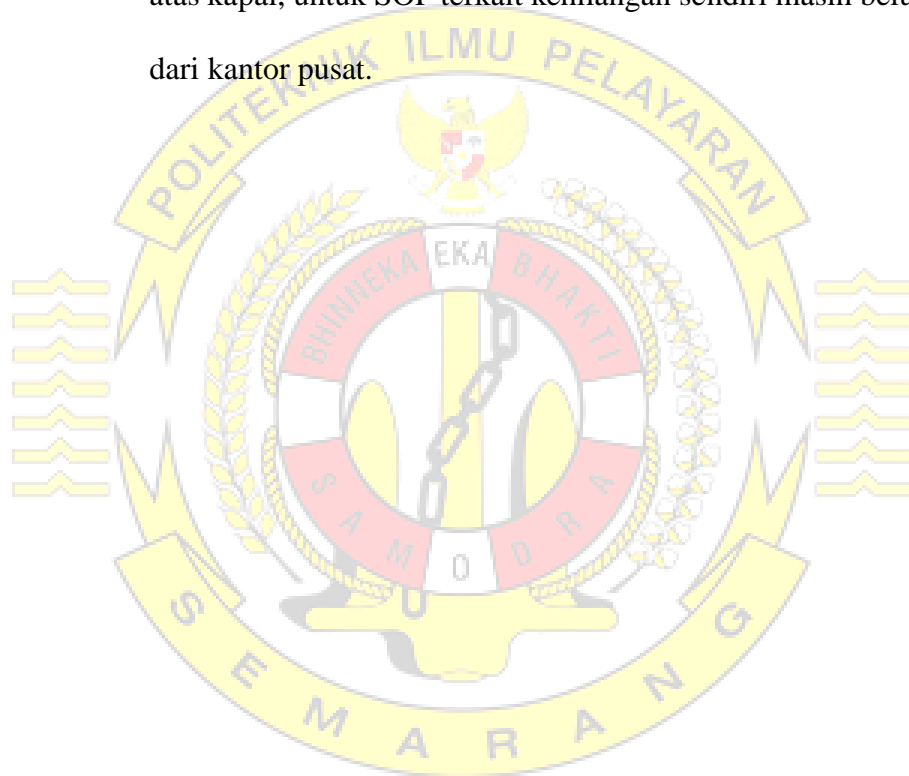 atas kapal, untuk SOP terkait kehilangan sendiri masih
dari kantor pusat.
POLITEKNIK ILMU PELAYARAN
BHINNEKA EKA BHAKTI
SAMODRA
SEMARANG